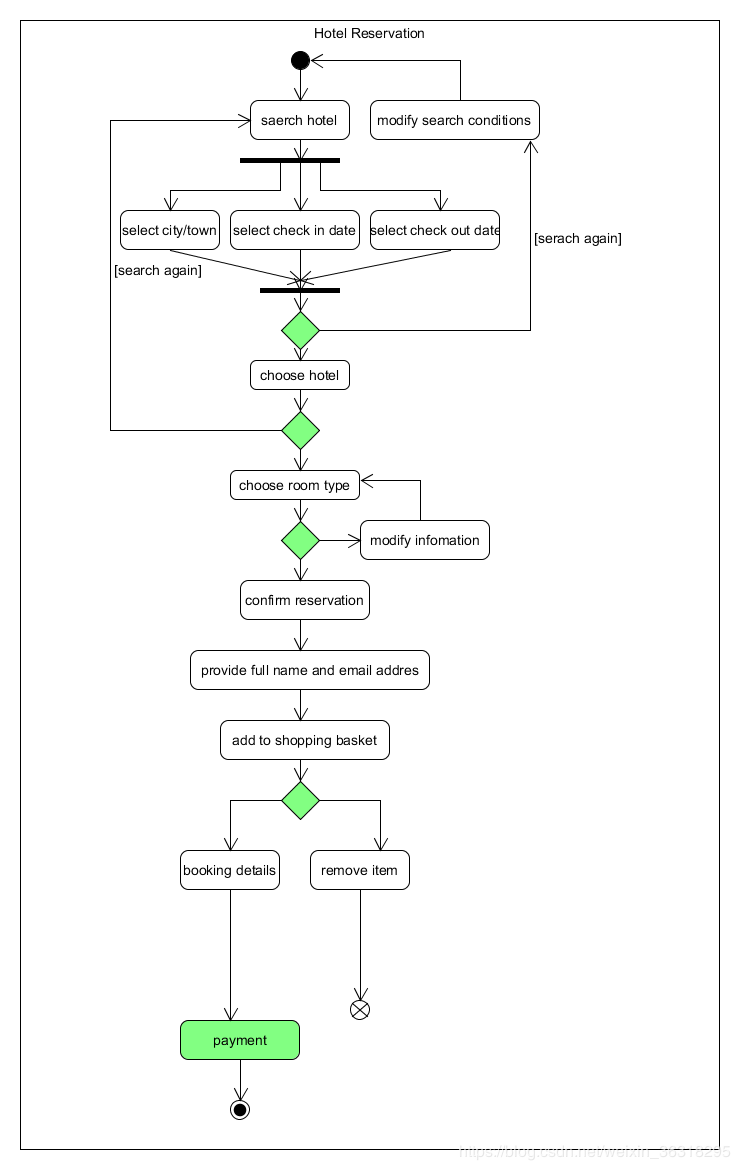 Hotel Reservation
saerch hotel
modify search conditions
select city/town
select check in date
select check out date
[serach again]
[search again]
choose hotel
choose room type
modify infomation
confirm reservation
provide full name and email addres
add to shopping basket
booking details
remove item
payment
https://blog.csdn.net/weixin_36318295